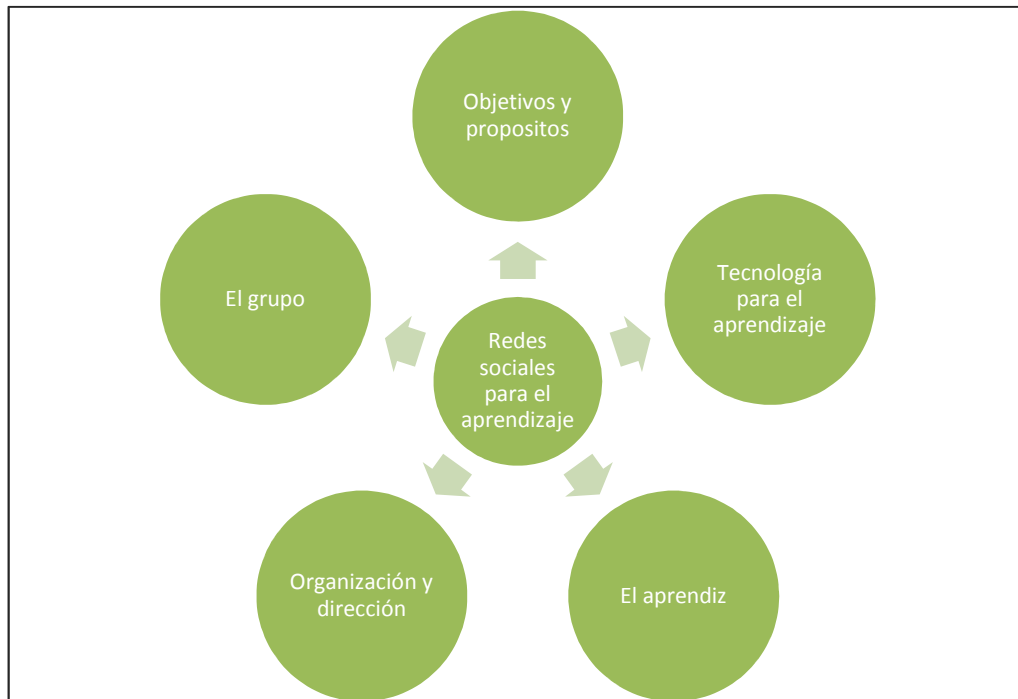 Objetivos y
propositos
Tecnología
para el
aprendizaje
El aprendiz
Organización y
dirección
El grupo
Redes
sociales
para el
aprendizaje